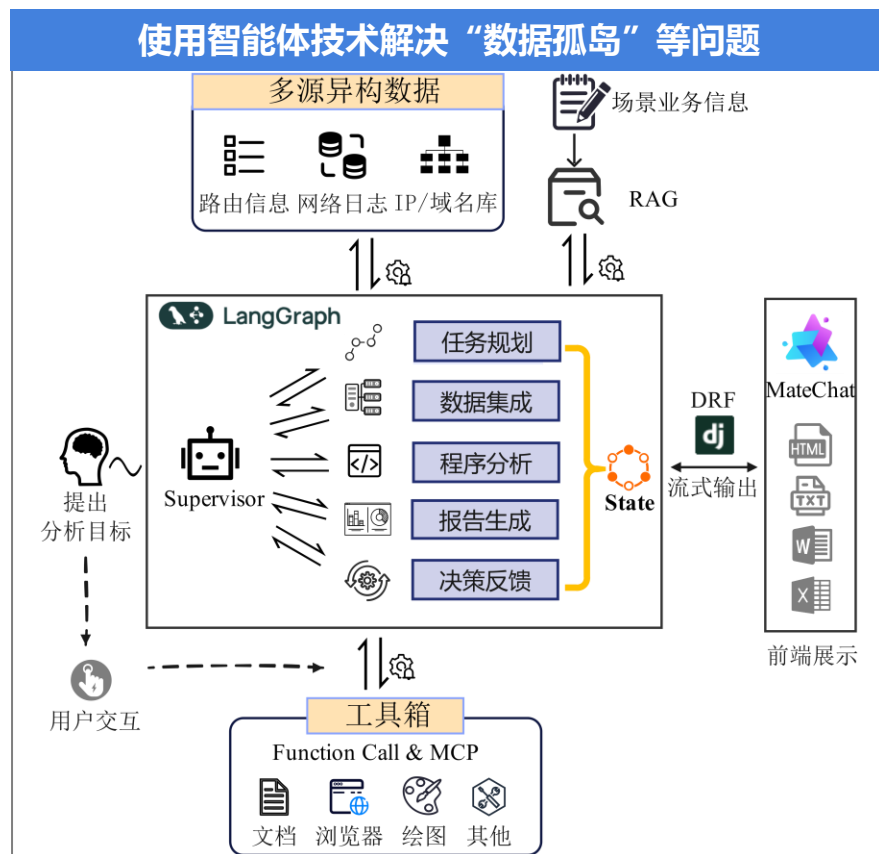 使用智能体技术解决“数据孤岛”等问题
多源异构数据
路由信息 网络日志 IP/域名库
场景业务信息
RAG
LangGraph
任务规划
数据集成
程序分析
报告生成
决策反馈
Supervisor
State
提出
分析目标
用户交互
DRF
dj
流式输出
MateChat
HTML
TXT
W
X
前端展示
工具箱
Function Call & MCP
文档 浏览器 绘图 其他